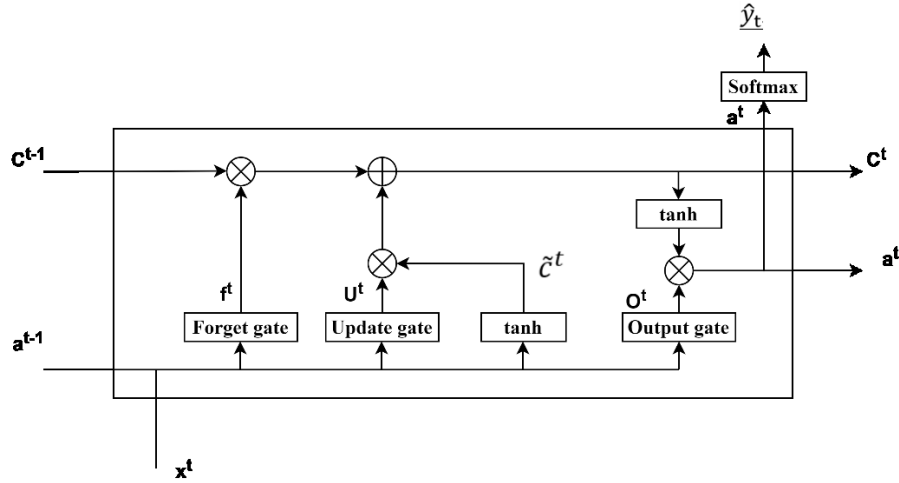 ŷt
Softmax
aᵗ
Cᵗ⁻¹
Cᵗ
tanh
c̃ᵗ
aᵗ
fᵗ
Uᵗ
Oᵗ
Forget gate
Update gate
tanh
Output gate
aᵗ⁻¹
xᵗ